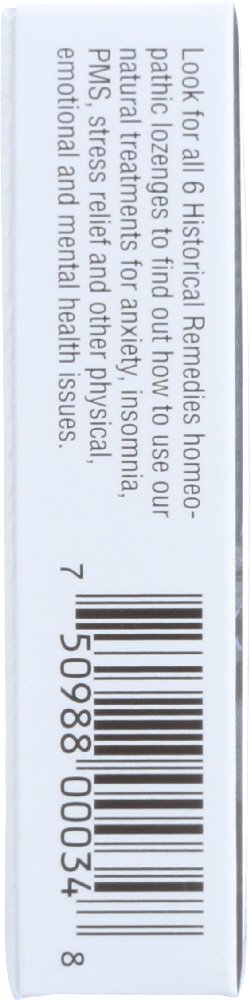 Look for all 6 Historical Remedies homeo-
pathic lozenges to find out how to use our
natural treatments for anxiety, insomnia,
PMS, stress relief and other physical,
emotional and mental health issues.
7 50988 00034 8